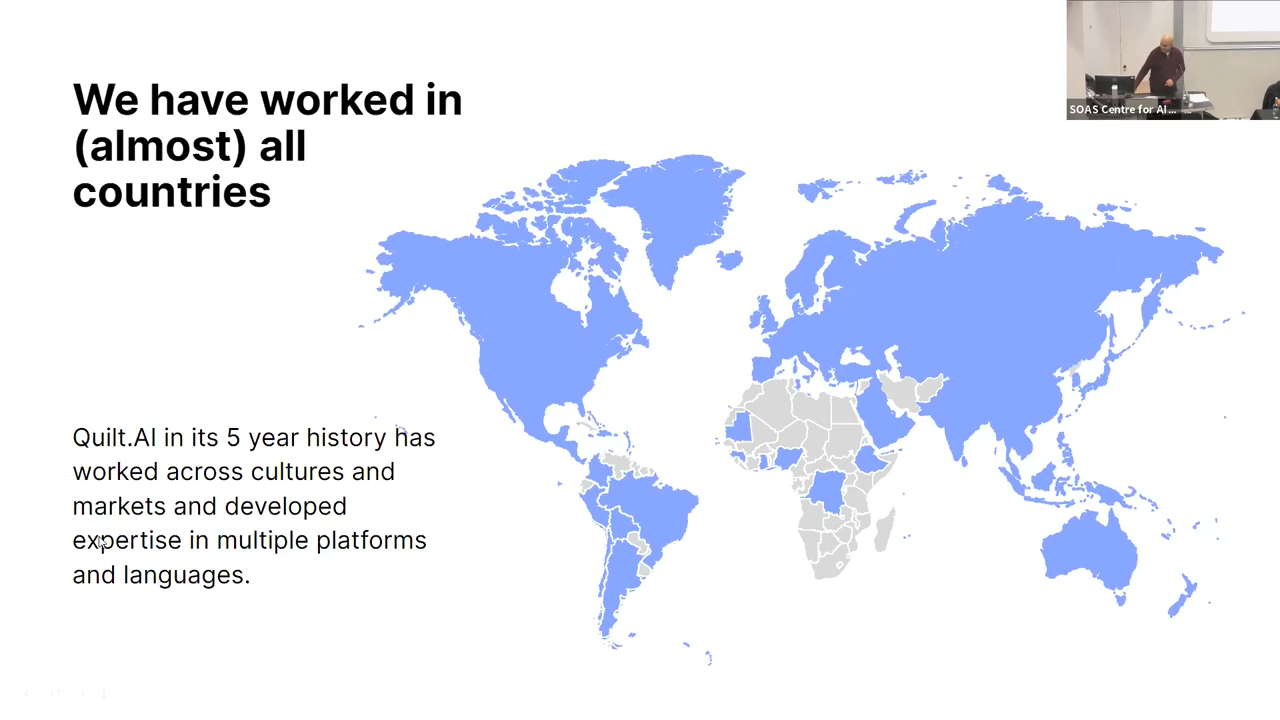 We have worked in
(almost) all
countries
Quilt.AI in its 5 year history has
worked across cultures and
markets and developed
expertise in multiple platforms
and languages.
SOAS Centre for AI ...
17